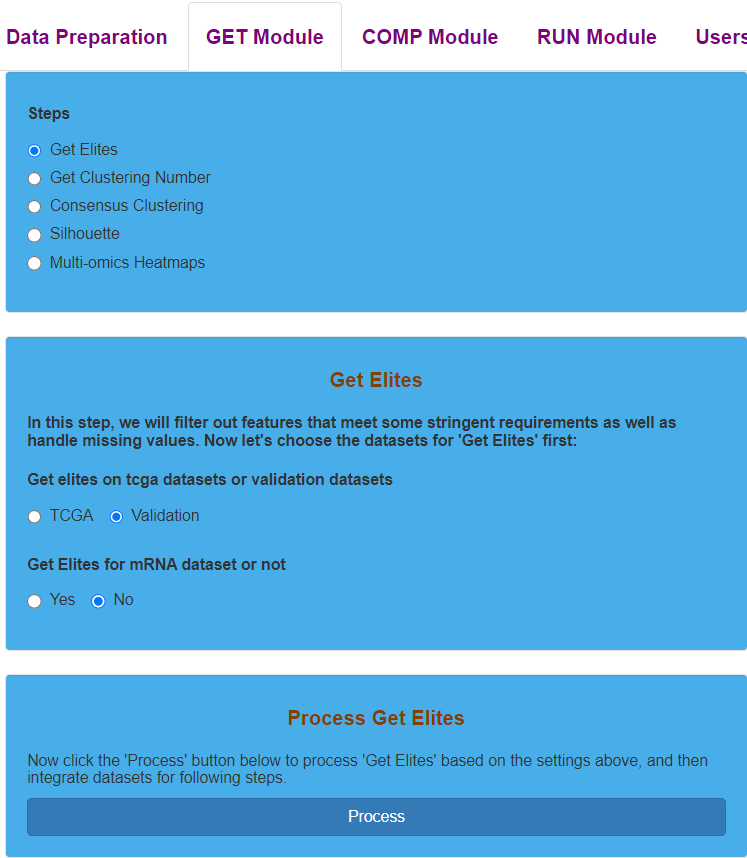 Data Preparation GET Module COMP Module RUN Module Users
Steps
Get Elites
Get Clustering Number
Consensus Clustering
Silhouette
Multi-omics Heatmaps
Get Elites
In this step, we will filter out features that meet some stringent requirements as well as
handle missing values. Now let's choose the datasets for 'Get Elites' first:
Get elites on tcga datasets or validation datasets
TCGA Validation
Get Elites for mRNA dataset or not
Yes No
Process Get Elites
Now click the 'Process' button below to process 'Get Elites' based on the settings above, and then
integrate datasets for following steps.
Process